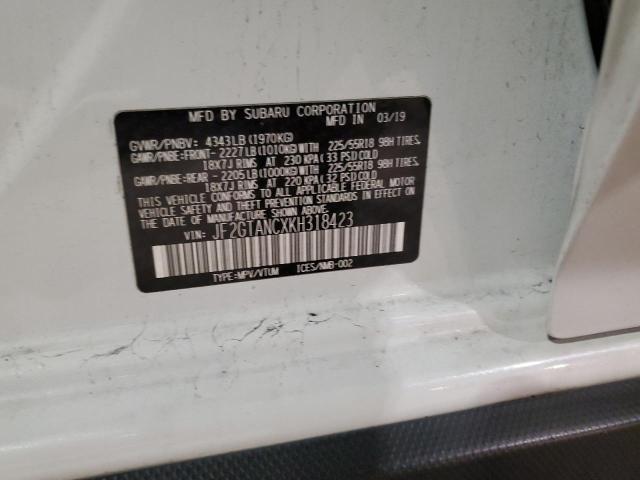 MFD BY SUBARU CORPORATION
MFD IN 03/19
GVWR/PNBV: 4343LB(1970KG)
GAWR/PNBE-FRONT- 2227LB(1010KG) WITH 225/55R18 98H TIRES,
18X7J RIMS AT 230 KPA(33 PSI)COLD
GAWR/PNBE-REAR - 2205LB(1000KG) WITH 225/55R18 98H TIRES,
18X7J RIMS AT 220 KPA(32 PSI)COLD
THIS VEHICLE CONFORMS TO ALL APPLICABLE FEDERAL MOTOR
VEHICLE SAFETY, BUMPER, AND THEFT PREVENTION STANDARDS IN EFFECT
ON THE DATE OF MANUFACTURE SHOWN ABOVE.
VIN: JF2GTANCXKH318423
TYPE:MPV/VTUM ICES/NMB-002